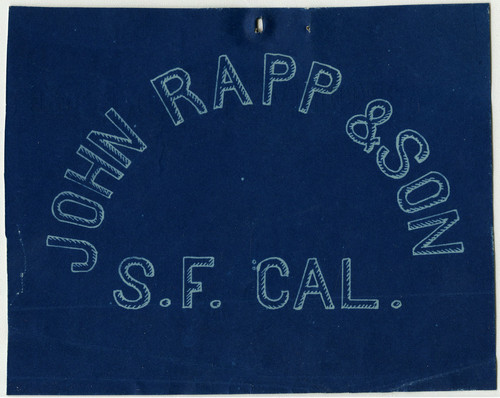 JOHN RAPP & SON
S.F. CAL.